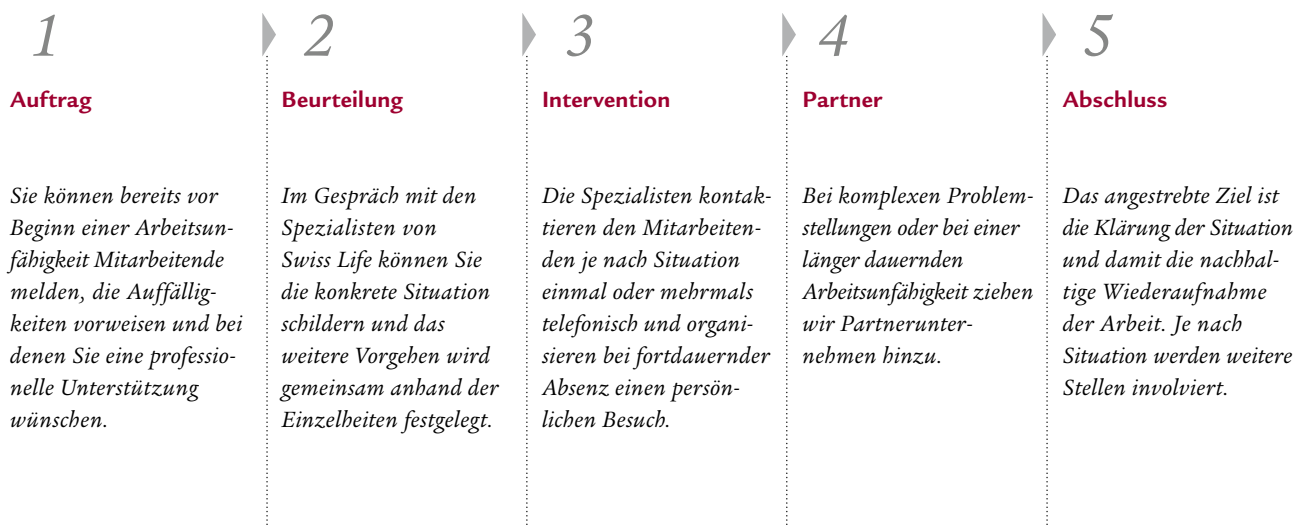 1
Auftrag
Sie können bereits vor
Beginn einer Arbeitsun-
fähigkeit Mitarbeitende
melden, die Auffällig-
keiten vorweisen und bei
denen Sie eine professio-
nelle Unterstützung
wünschen.
2
Beurteilung
Im Gespräch mit den
Spezialisten von
Swiss Life können Sie
die konkrete Situation
schildern und das
weitere Vorgehen wird
gemeinsam anhand der
Einzelheiten festgelegt.
3
Intervention
Die Spezialisten kontak-
tieren den Mitarbeiten-
den je nach Situation
einmal oder mehrmals
telefonisch und organi-
sieren bei fortdauernder
Absenz einen persön-
lichen Besuch.
4
Partner
Bei komplexen Problem-
stellungen oder bei einer
länger dauernden
Arbeitsunfähigkeit ziehen
wir Partnerunter-
nehmen hinzu.
5
Abschluss
Das angestrebte Ziel ist
die Klärung der Situation
und damit die nachhal-
tige Wiederaufnahme
der Arbeit. Je nach
Situation werden weitere
Stellen involviert.